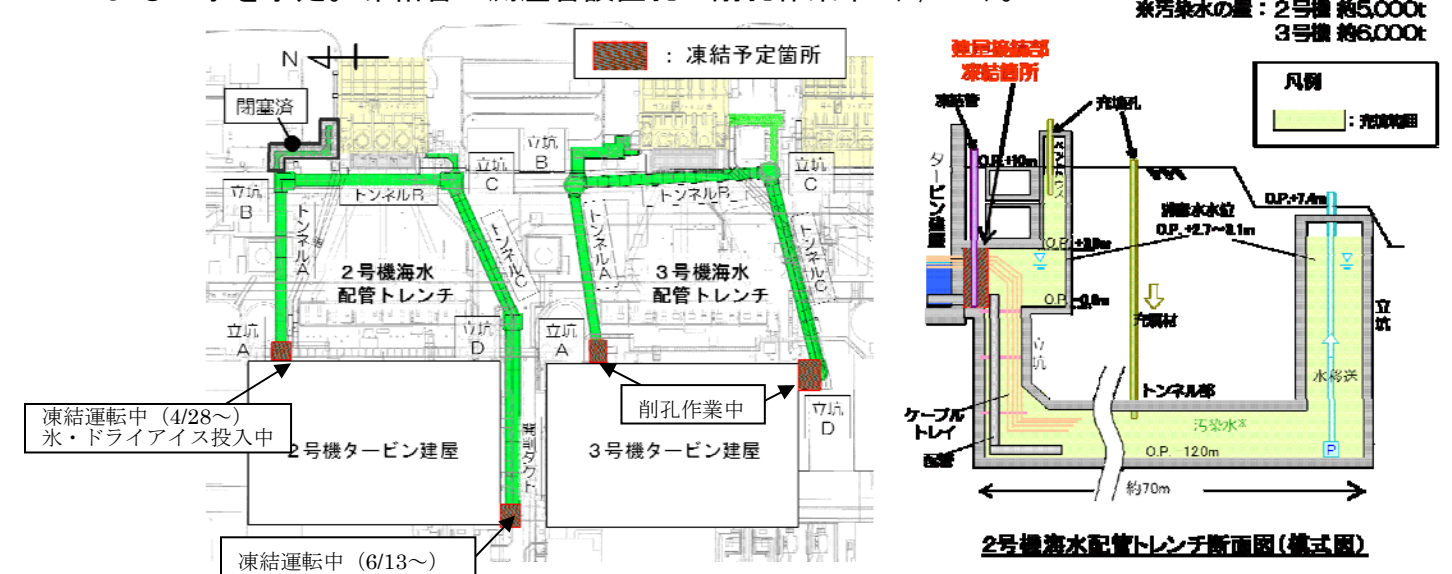 ※汚染水の量：2号機 約5,000t
3号機 約6,000t
：凍結予定箇所
N
閉塞済
立坑
B
立坑
C
立坑
B
立坑
C
トンネルB
トンネルB
トンネルA
トンネルC
トンネルA
トンネルC
2号機海水
配管トレンチ
3号機海水
配管トレンチ
立坑
A
立坑
D
立坑
A
立坑
D
凍結運転中（4/28～）
氷・ドライアイス投入中
削孔作業中
2号機タービン建屋
開削ダクト
3号機タービン建屋
凍結運転中（6/13～）
建屋接続部
凍結箇所
凡例
：充填範囲
凍結管
充填孔
タービン建屋
O.P.+10m
O.P.+7.4m
O.P. +2.7～3.1m
O.P.
充填材
立坑
立坑
水移送
トンネル部
ケーブル
トレイ
汚染水※
配管
P
約70m
2号機海水配管トレンチ断面図（模式図）